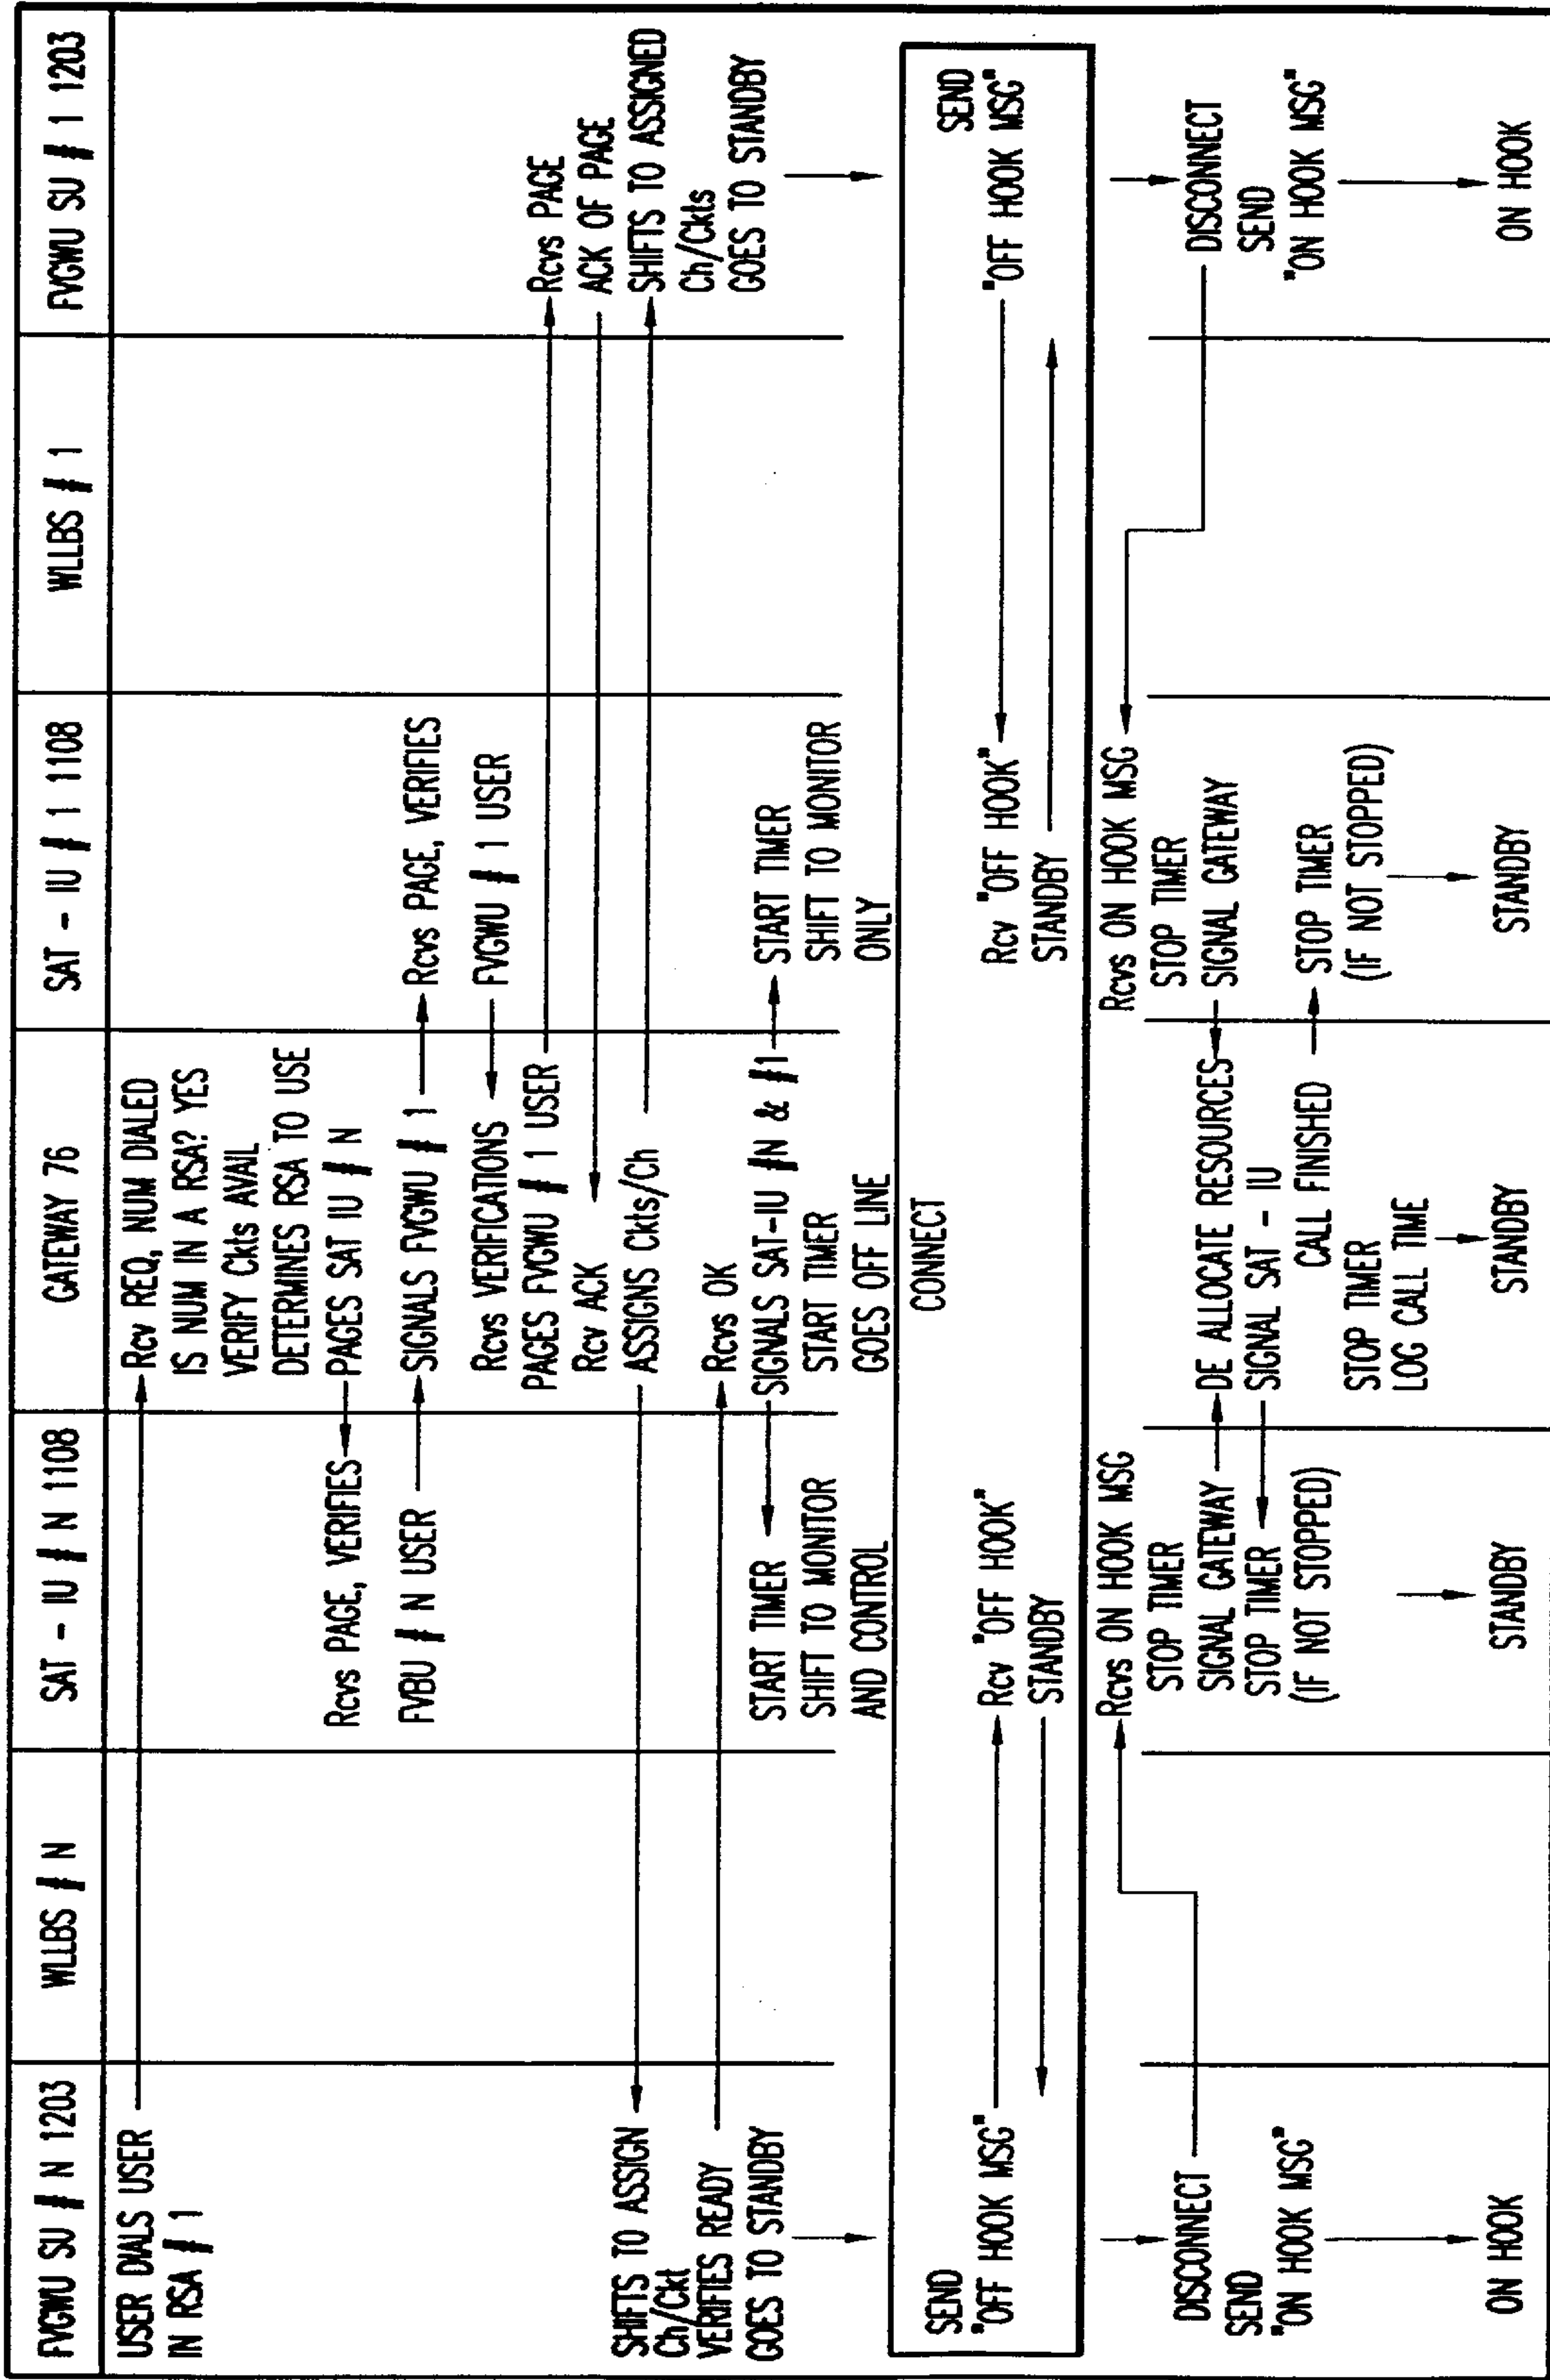 FVGWU SU # N 1203
WLLBS # N
SAT - IU # N 1108
GATEWAY 76
SAT - IU # 1 1108
WLLBS # 1
FVGWU SU # 1 1203
USER DIALS USER
IN RSA # 1
Rcv REQ, NUM DIALED
IS NUM IN A RSA? YES
VERIFY Ckts AVAIL
DETERMINES RSA TO USE
PAGES SAT IU # N
Rcvs PAGE, VERIFIES
FVBU # N USER
SIGNALS FVGWU # 1
Rcvs PAGE, VERIFIES
FVGWU # 1 USER
Rcvs VERIFICATIONS
PAGES FVGWU # 1 USER
Rcvs PAGE
ACK OF PAGE
Rcv ACK
ASSIGNS Ckts/Ch
SHIFTS TO ASSIGNED
Ch/Ckts
GOES TO STANDBY
SHIFTS TO ASSIGN
Ch/Ckt
VERIFIES READY
GOES TO STANDBY
Rcvs OK
SIGNALS SAT-IU #N & #1
START TIMER
GOES OFF LINE
START TIMER
SHIFT TO MONITOR
AND CONTROL
START TIMER
SHIFT TO MONITOR
ONLY
CONNECT
SEND
"OFF HOOK MSG"
Rcv "OFF HOOK"
STANDBY
Rcv "OFF HOOK"
STANDBY
SEND
"OFF HOOK MSG"
DISCONNECT
SEND
"ON HOOK MSG"
ON HOOK
Rcvs ON HOOK MSG
STOP TIMER
SIGNAL GATEWAY
STOP TIMER
(IF NOT STOPPED)
STANDBY
DE ALLOCATE RESOURCES
SIGNAL SAT - IU
CALL FINISHED
STOP TIMER
LOG CALL TIME
STANDBY
Rcvs ON HOOK MSG
STOP TIMER
SIGNAL GATEWAY
STOP TIMER
(IF NOT STOPPED)
STANDBY
DISCONNECT
SEND
"ON HOOK MSG"
ON HOOK